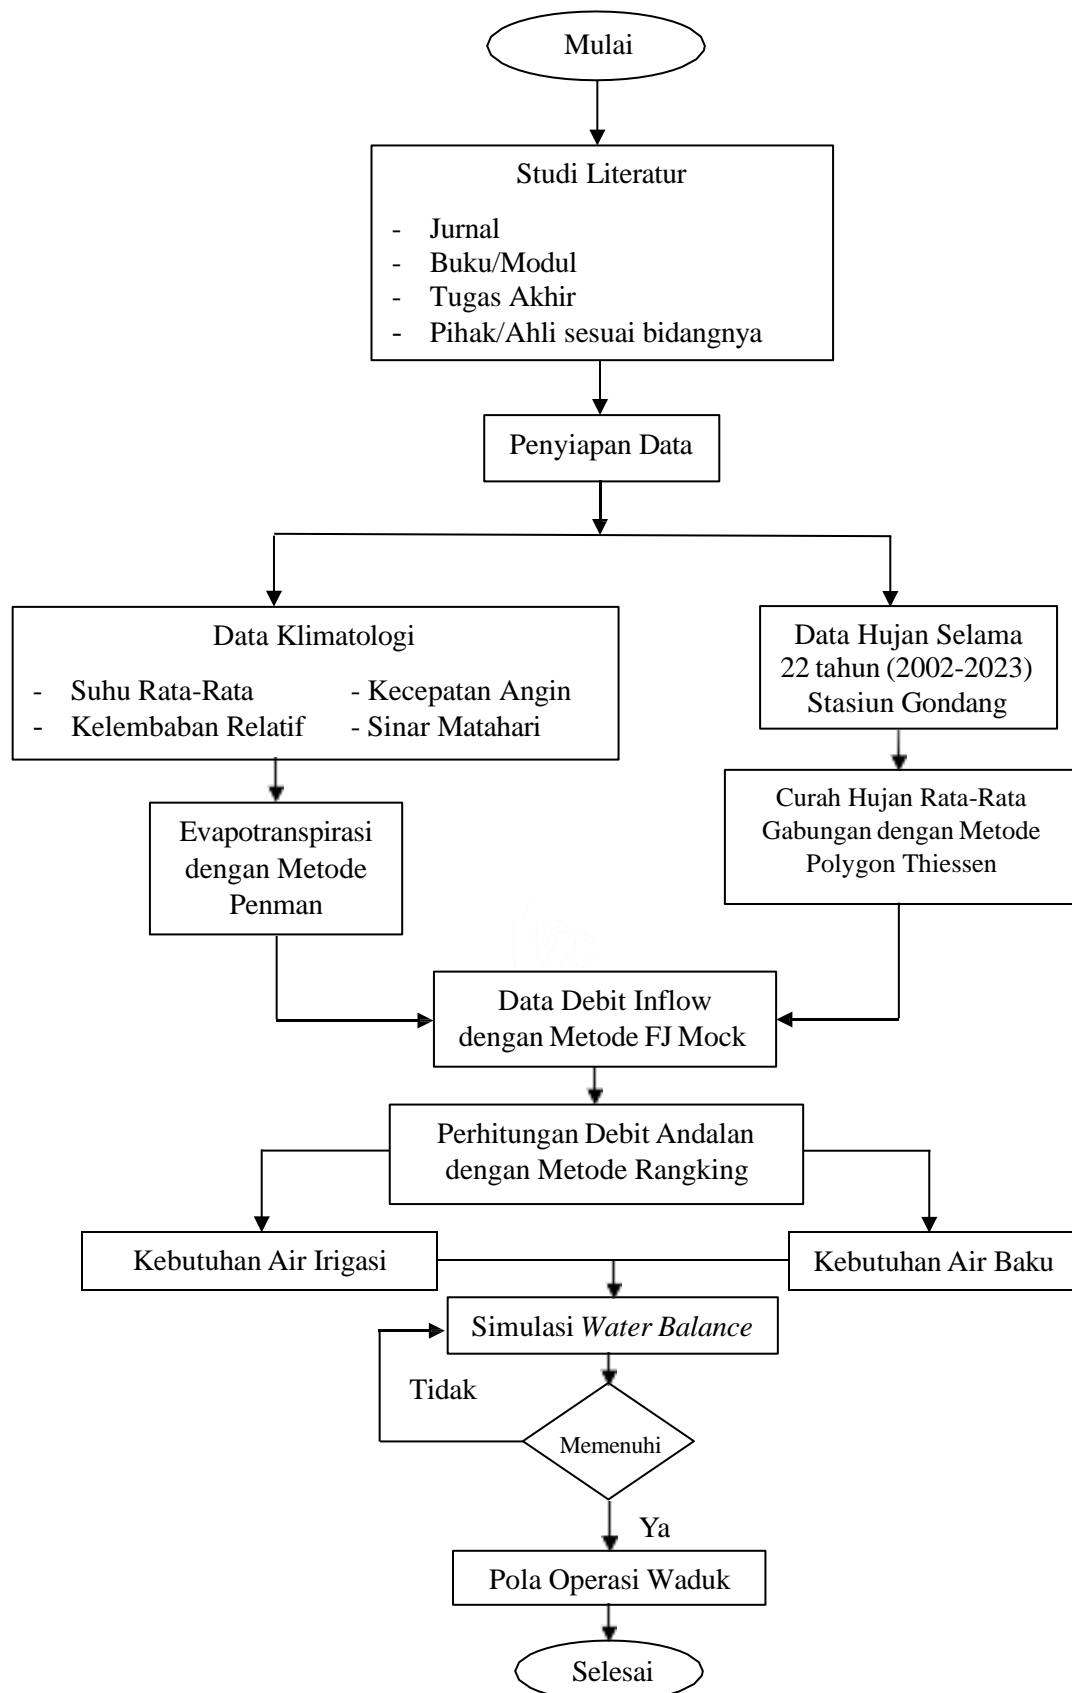 Mulai
Studi Literatur
- Jurnal
- Buku/Modul
- Tugas Akhir
- Pihak/Ahli sesuai bidangnya
Penyiapan Data
Data Klimatologi
- Suhu Rata-Rata - Kecepatan Angin
- Kelembaban Relatif - Sinar Matahari
Data Hujan Selama
22 tahun (2002-2023)
Stasiun Gondang
Evapotranspirasi
dengan Metode
Penman
Curah Hujan Rata-Rata
Gabungan dengan Metode
Polygon Thiessen
Data Debit Inflow
dengan Metode FJ Mock
Perhitungan Debit Andalan
dengan Metode Rangking
Kebutuhan Air Irigasi
Kebutuhan Air Baku
Simulasi Water Balance
Tidak
Memenuhi
Ya
Pola Operasi Waduk
Selesai